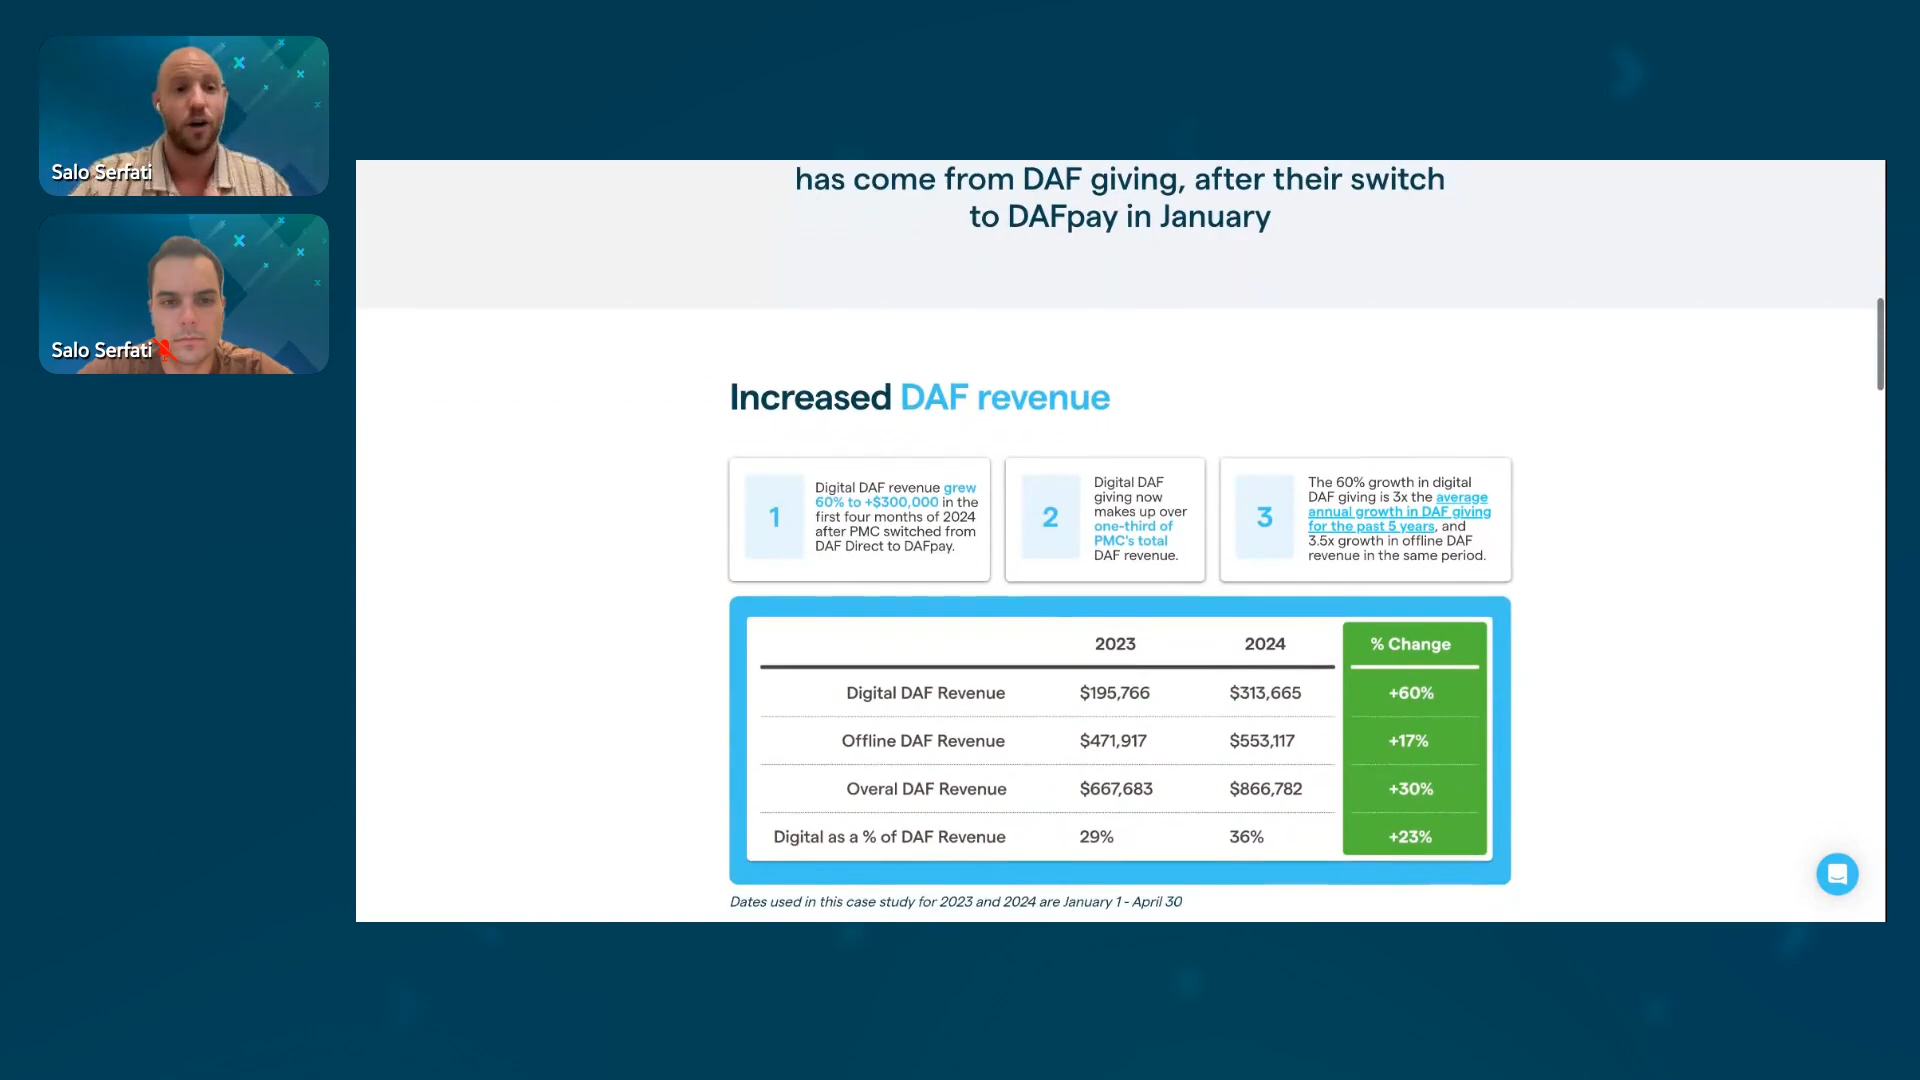 Salo Serfati
Salo Serfati
has come from DAF giving, after their switch
to DAFpay in January
Increased DAF revenue
1
Digital DAF revenue grew
60% to +$300,000 in the
first four months of 2024
after PMC switched from
DAF Direct to DAFpay.
2
Digital DAF
giving now
makes up over
one-third of
PMC's total
DAF revenue.
3
The 60% growth in digital
DAF giving is 3x the average
annual growth in DAF giving
for the past 5 years, and
3.5x growth in offline DAF
revenue in the same period.
2023 2024 % Change
Digital DAF Revenue $195,766 $313,665 +60%
Offline DAF Revenue $471,917 $553,117 +17%
Overal DAF Revenue $667,683 $866,782 +30%
Digital as a % of DAF Revenue 29% 36% +23%
Dates used in this case study for 2023 and 2024 are January 1 - April 30